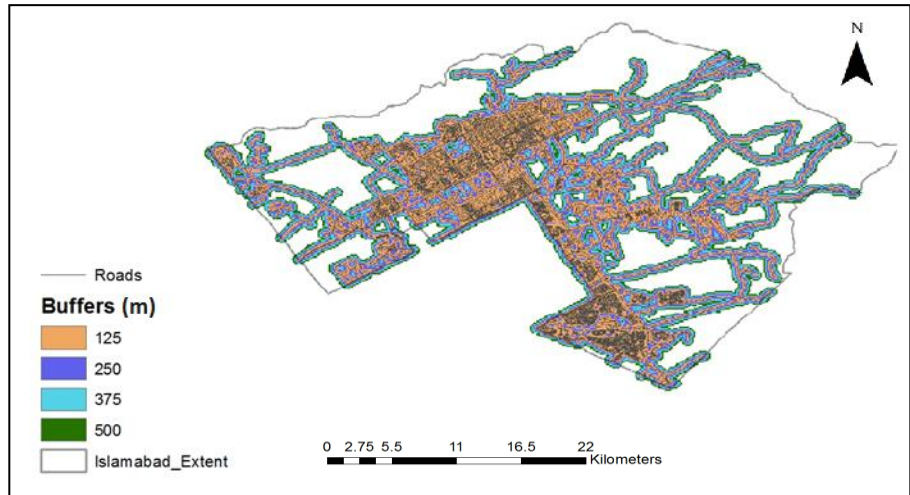 N
Roads
Buffers (m)
125
250
375
500
Islamabad_Extent
0 2.75 5.5 11 16.5 22
Kilometers